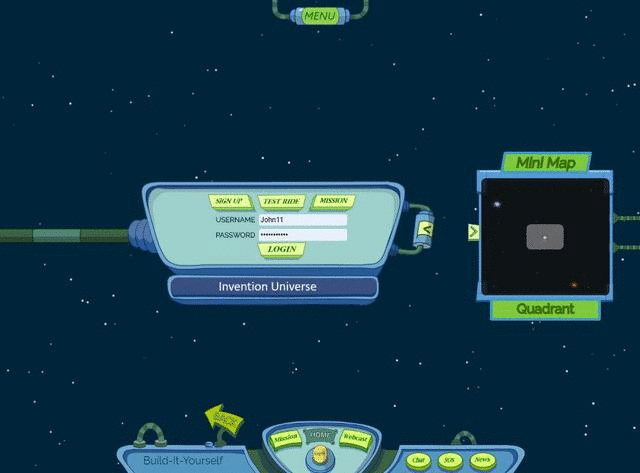 MENU
Mini Map
SIGN UP
TEST RIDE
MISSION
USERNAME John11
PASSWORD •••••••••••
<
>
LOGIN
Invention Universe
Quadrant
BACK
Mission
HOME
Webcast
Build-It-Yourself
Chat
SOS
News